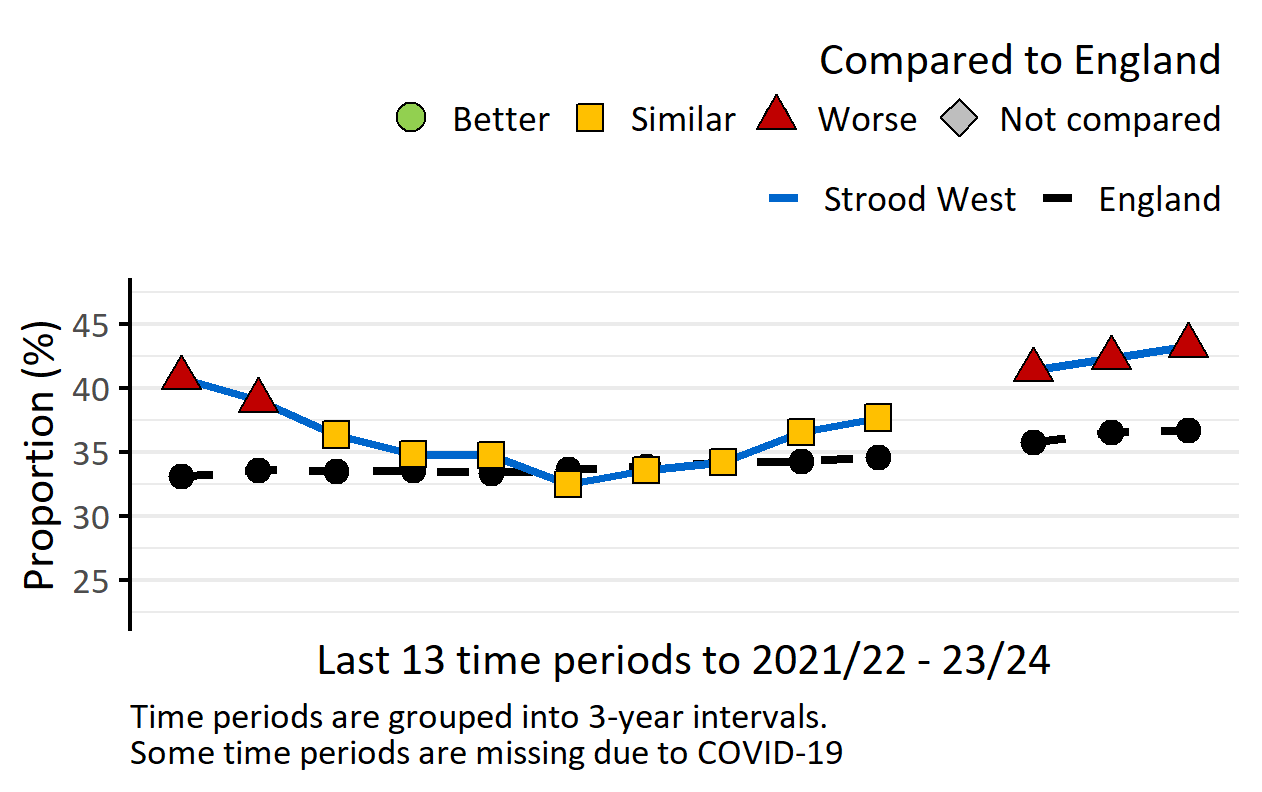 Compared to England
Better Similar Worse Not compared
Strood West England
Proportion (%)
45
40
35
30
25
Last 13 time periods to 2021/22 - 23/24
Time periods are grouped into 3-year intervals.
Some time periods are missing due to COVID-19